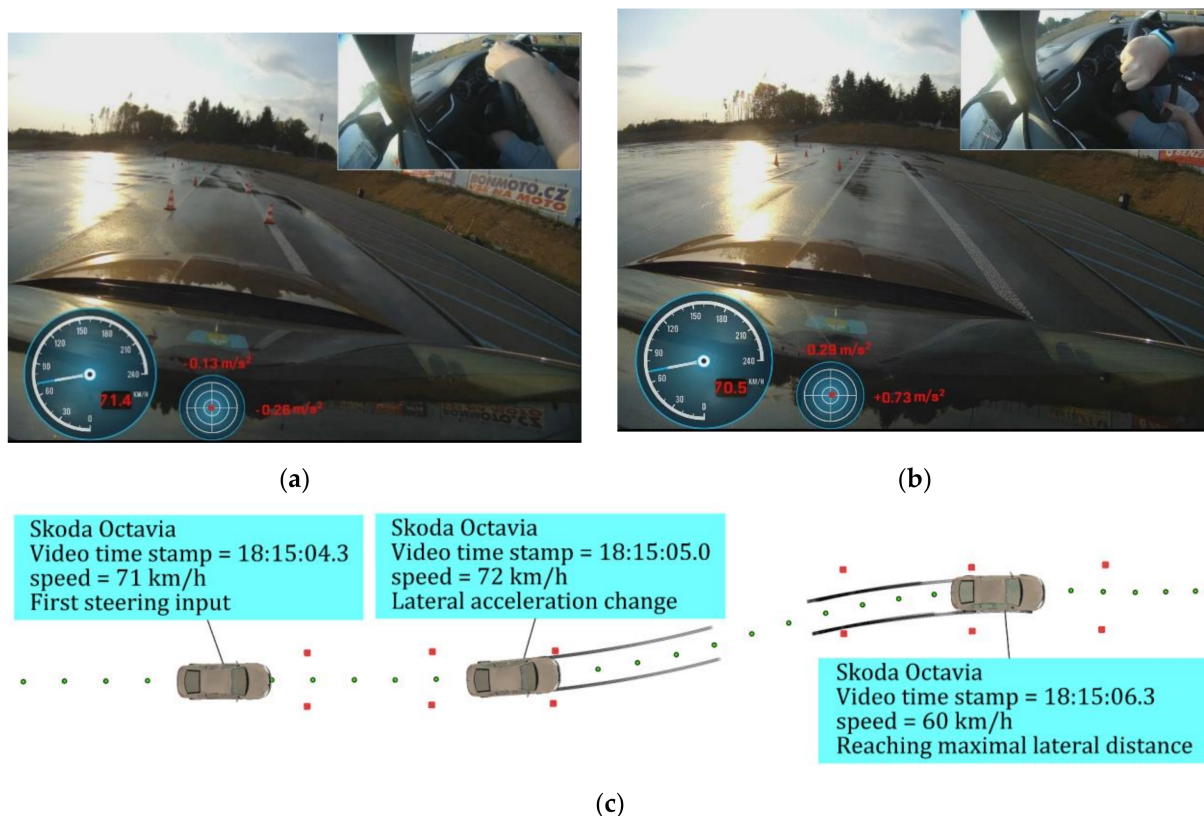 (a)
(b)
BONMOTO.CZ
VŠE NA MOTO
150
180
120
210
90
240
60
30
0
71.4
KM/H
-0.13 m/s²
-0.26 m/s²
150
180
120
210
90
240
60
30
0
70.5
KM/H
0.29 m/s²
+0.73 m/s²
Skoda Octavia
Video time stamp = 18:15:04.3
speed = 71 km/h
First steering input
Skoda Octavia
Video time stamp = 18:15:05.0
speed = 72 km/h
Lateral acceleration change
Skoda Octavia
Video time stamp = 18:15:06.3
speed = 60 km/h
Reaching maximal lateral distance
(c)